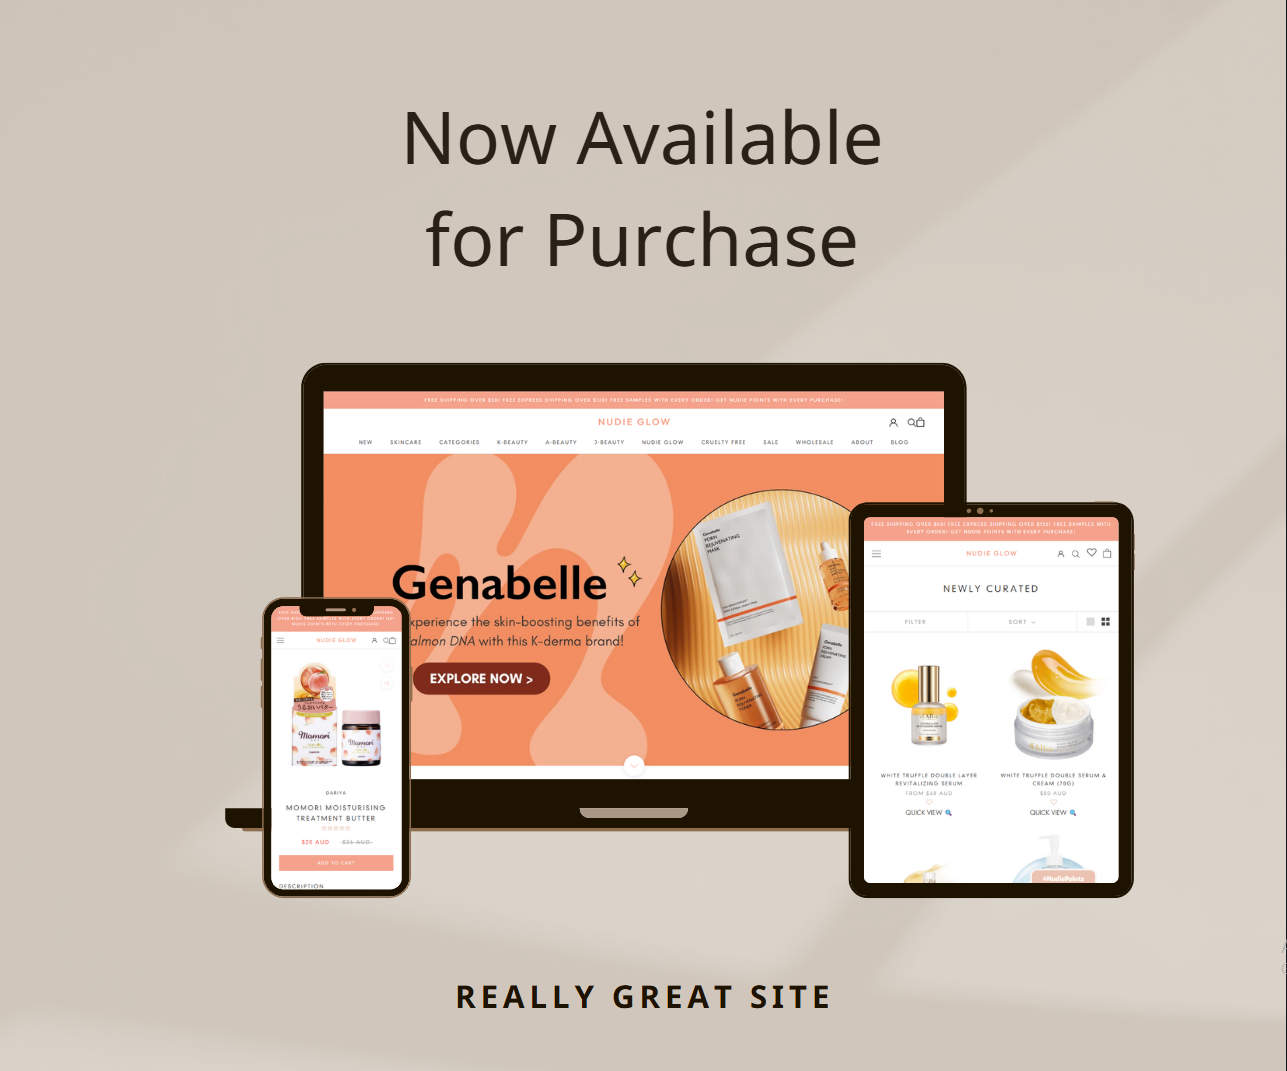 Now Available
for Purchase
FREE SHIPPING OVER $50! FREE EXPRESS SHIPPING OVER $120! FREE SAMPLES WITH EVERY ORDER! GET NUDIE POINTS WITH EVERY PURCHASE!
NUDIE GLOW
NEW SKINCARE CATEGORIES K-BEAUTY A-BEAUTY J-BEAUTY NUDIE GLOW CRUELTY FREE SALE WHOLESALE ABOUT BLOG
Genabelle
xperience the skin-boosting benefits of
almon DNA with this K-derma brand!
EXPLORE NOW >
Genabelle
PDRN
REJUVENATING
MASK
NUDIE GLOW
Momori
Momori
DARIYA
MOMORI MOISTURISING
TREATMENT BUTTER
$20 AUD $26 AUD
ADD TO CART
DESCRIPTION
FREE SHIPPING OVER $50! FREE EXPRESS SHIPPING OVER $120! FREE SAMPLES WITH
EVERY ORDER! GET NUDIE POINTS WITH EVERY PURCHASE!
NUDIE GLOW
NEWLY CURATED
FILTER SORT
WHITE TRUFFLE DOUBLE LAYER
REVITALIZING SERUM
FROM $68 AUD
QUICK VIEW
WHITE TRUFFLE DOUBLE SERUM &
CREAM (70G)
$60 AUD
QUICK VIEW
#NudiePoints
REALLY GREAT SITE